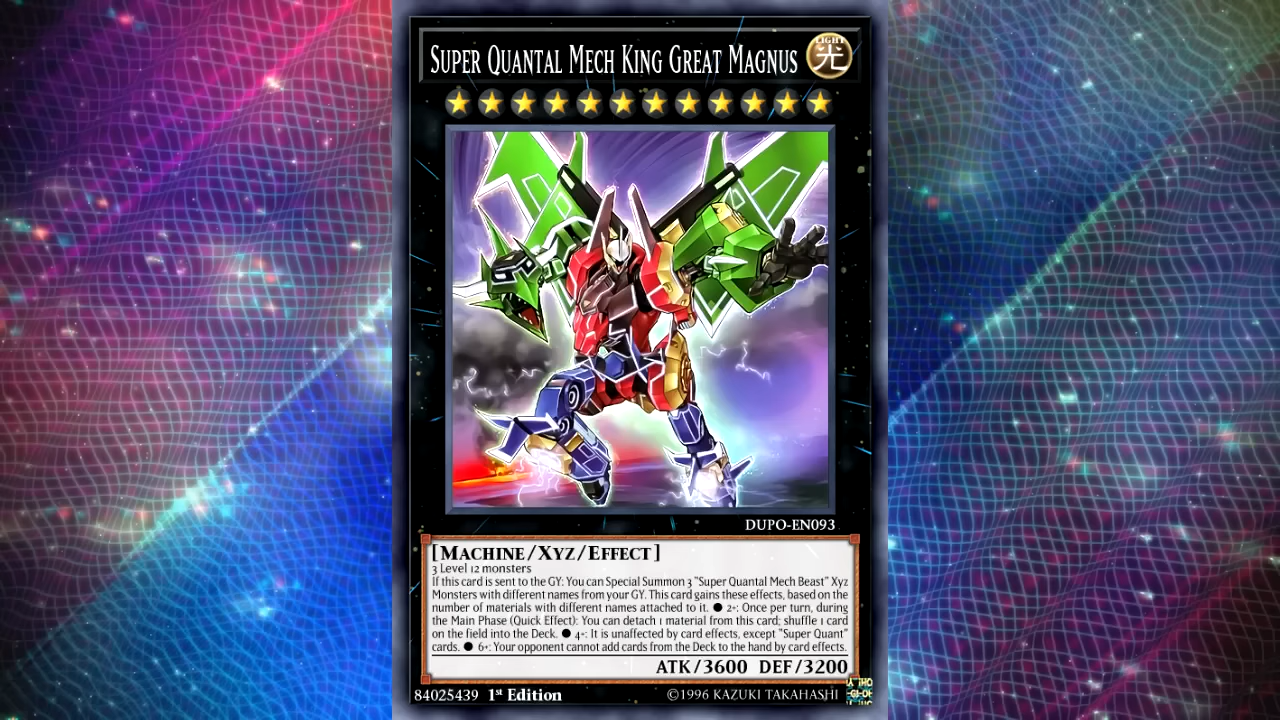 Super Quantal Mech King Great Magnus
LIGHT
光
DUPO-EN093
[Machine/Xyz/Effect]
3 Level 12 monsters
If this card is sent to the GY: You can Special Summon 3 "Super Quantal Mech Beast" Xyz
Monsters with different names from your GY. This card gains these effects, based on the
number of materials with different names attached to it. ● 2+: Once per turn, during
the Main Phase (Quick Effect): You can detach 1 material from this card; shuffle 1 card
on the field into the Deck. ● 4+: It is unaffected by card effects, except "Super Quant"
cards. ● 6+: Your opponent cannot add cards from the Deck to the hand by card effects.
ATK/3600 DEF/3200
84025439 1st Edition ©1996 KAZUKI TAKAHASHI